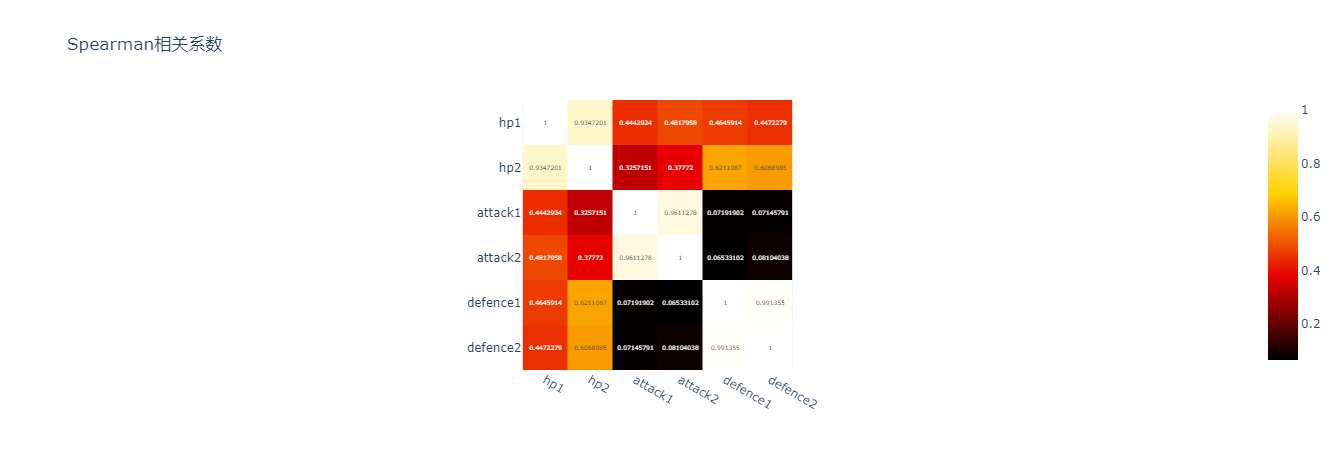 Spearman相关系数
hp1 1 0.9347201 0.4442924 0.4817958 0.4645914 0.4472279
hp2 0.9347201 1 0.3257151 0.37772 0.6211087 0.6068985
attack1 0.4442924 0.3257151 1 0.9611278 0.07191902 0.07145791
attack2 0.4817958 0.37772 0.9611278 1 0.06533102 0.08104038
defence1 0.4645914 0.6211087 0.07191902 0.06533102 1 0.991355
defence2 0.4472279 0.6068985 0.07145791 0.08104038 0.991355 1
hp1 hp2 attack1 attack2 defence1 defence2
1
0.8
0.6
0.4
0.2